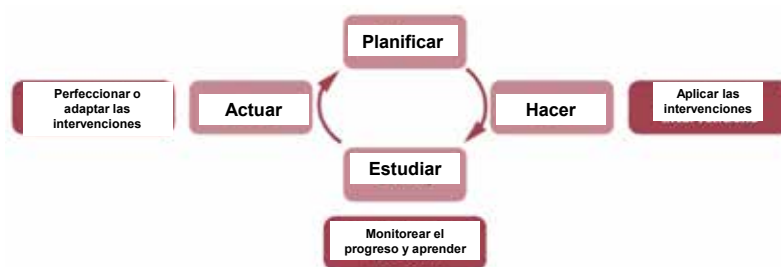 Planificar
Perfeccionar o
adaptar las
intervenciones
Actuar
Hacer
Aplicar las
intervenciones
Estudiar
Monitorear el
progreso y aprender